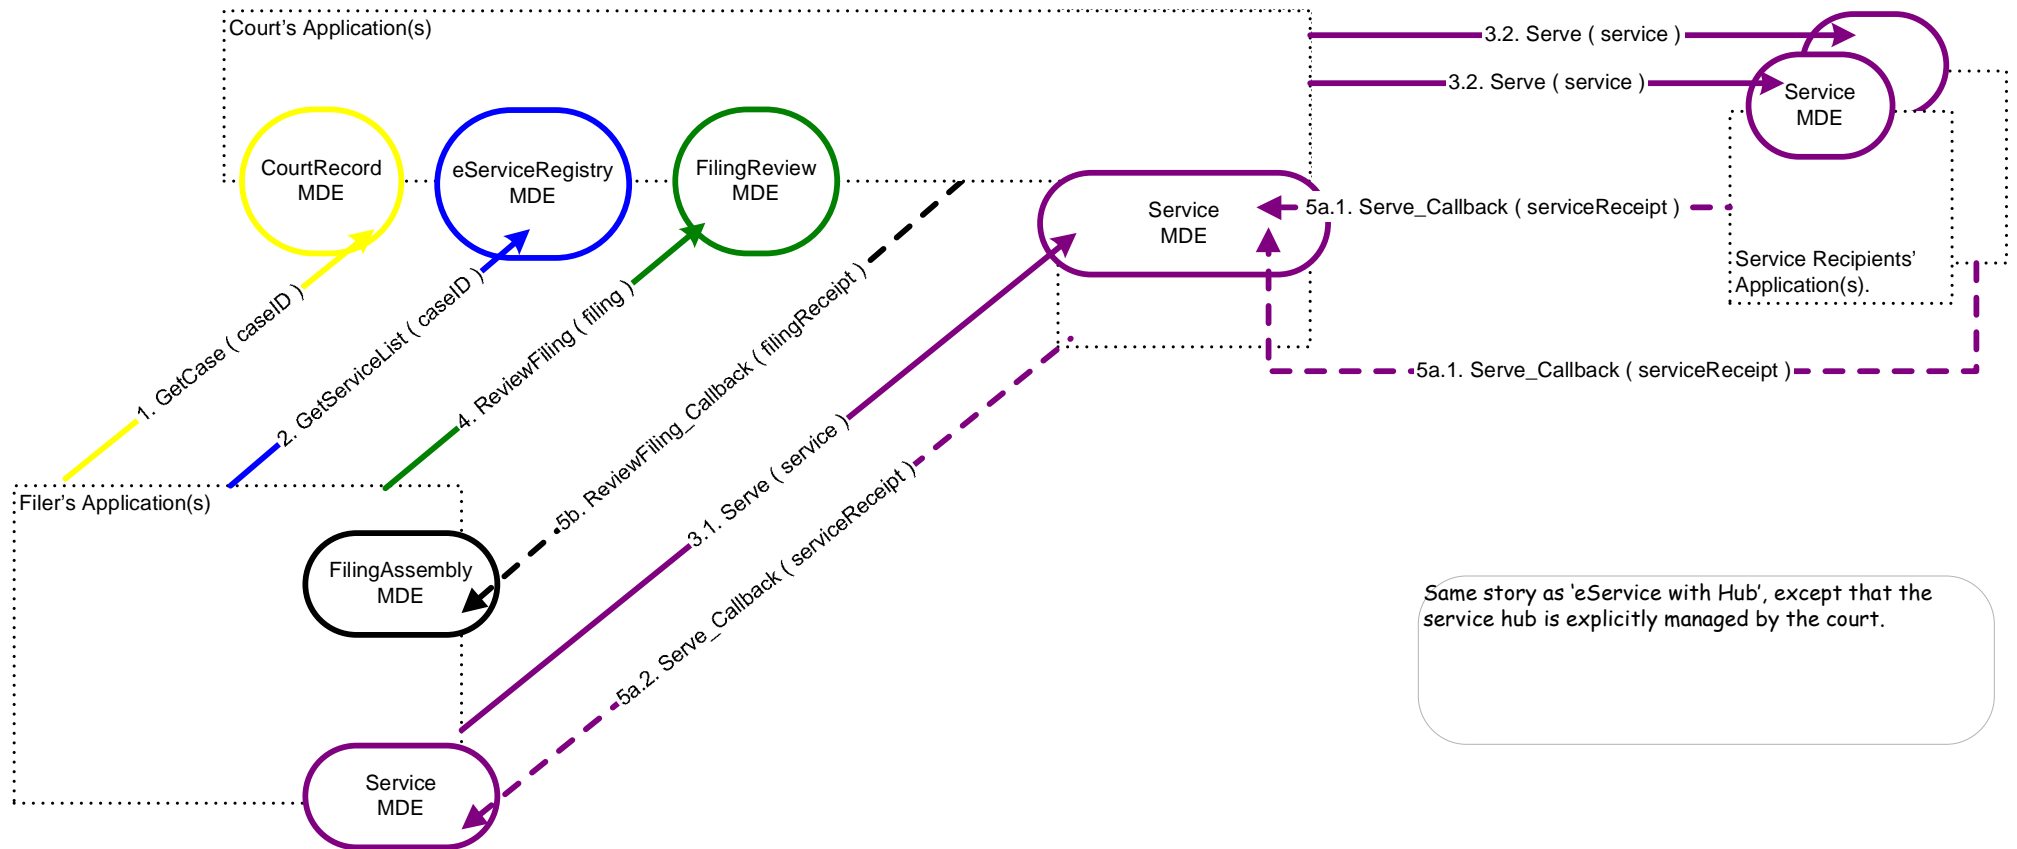 Court’s Application(s)
3.2. Serve ( service )
3.2. Serve ( service )
Service
MDE
CourtRecord
MDE
eServiceRegistry
MDE
FilingReview
MDE
Service
MDE
5a.1. Serve_Callback ( serviceReceipt )
Service Recipients’
Application(s).
5a.1. Serve_Callback ( serviceReceipt )
1. GetCase ( caseID )
2. GetServiceList ( caseID )
4. ReviewFiling ( filing )
5b. ReviewFiling_Callback ( filingReceipt )
3.1. Serve ( service )
5a.2. Serve_Callback ( serviceReceipt )
Filer’s Application(s)
FilingAssembly
MDE
Service
MDE
Same story as ‘eService with Hub’, except that the
service hub is explicitly managed by the court.